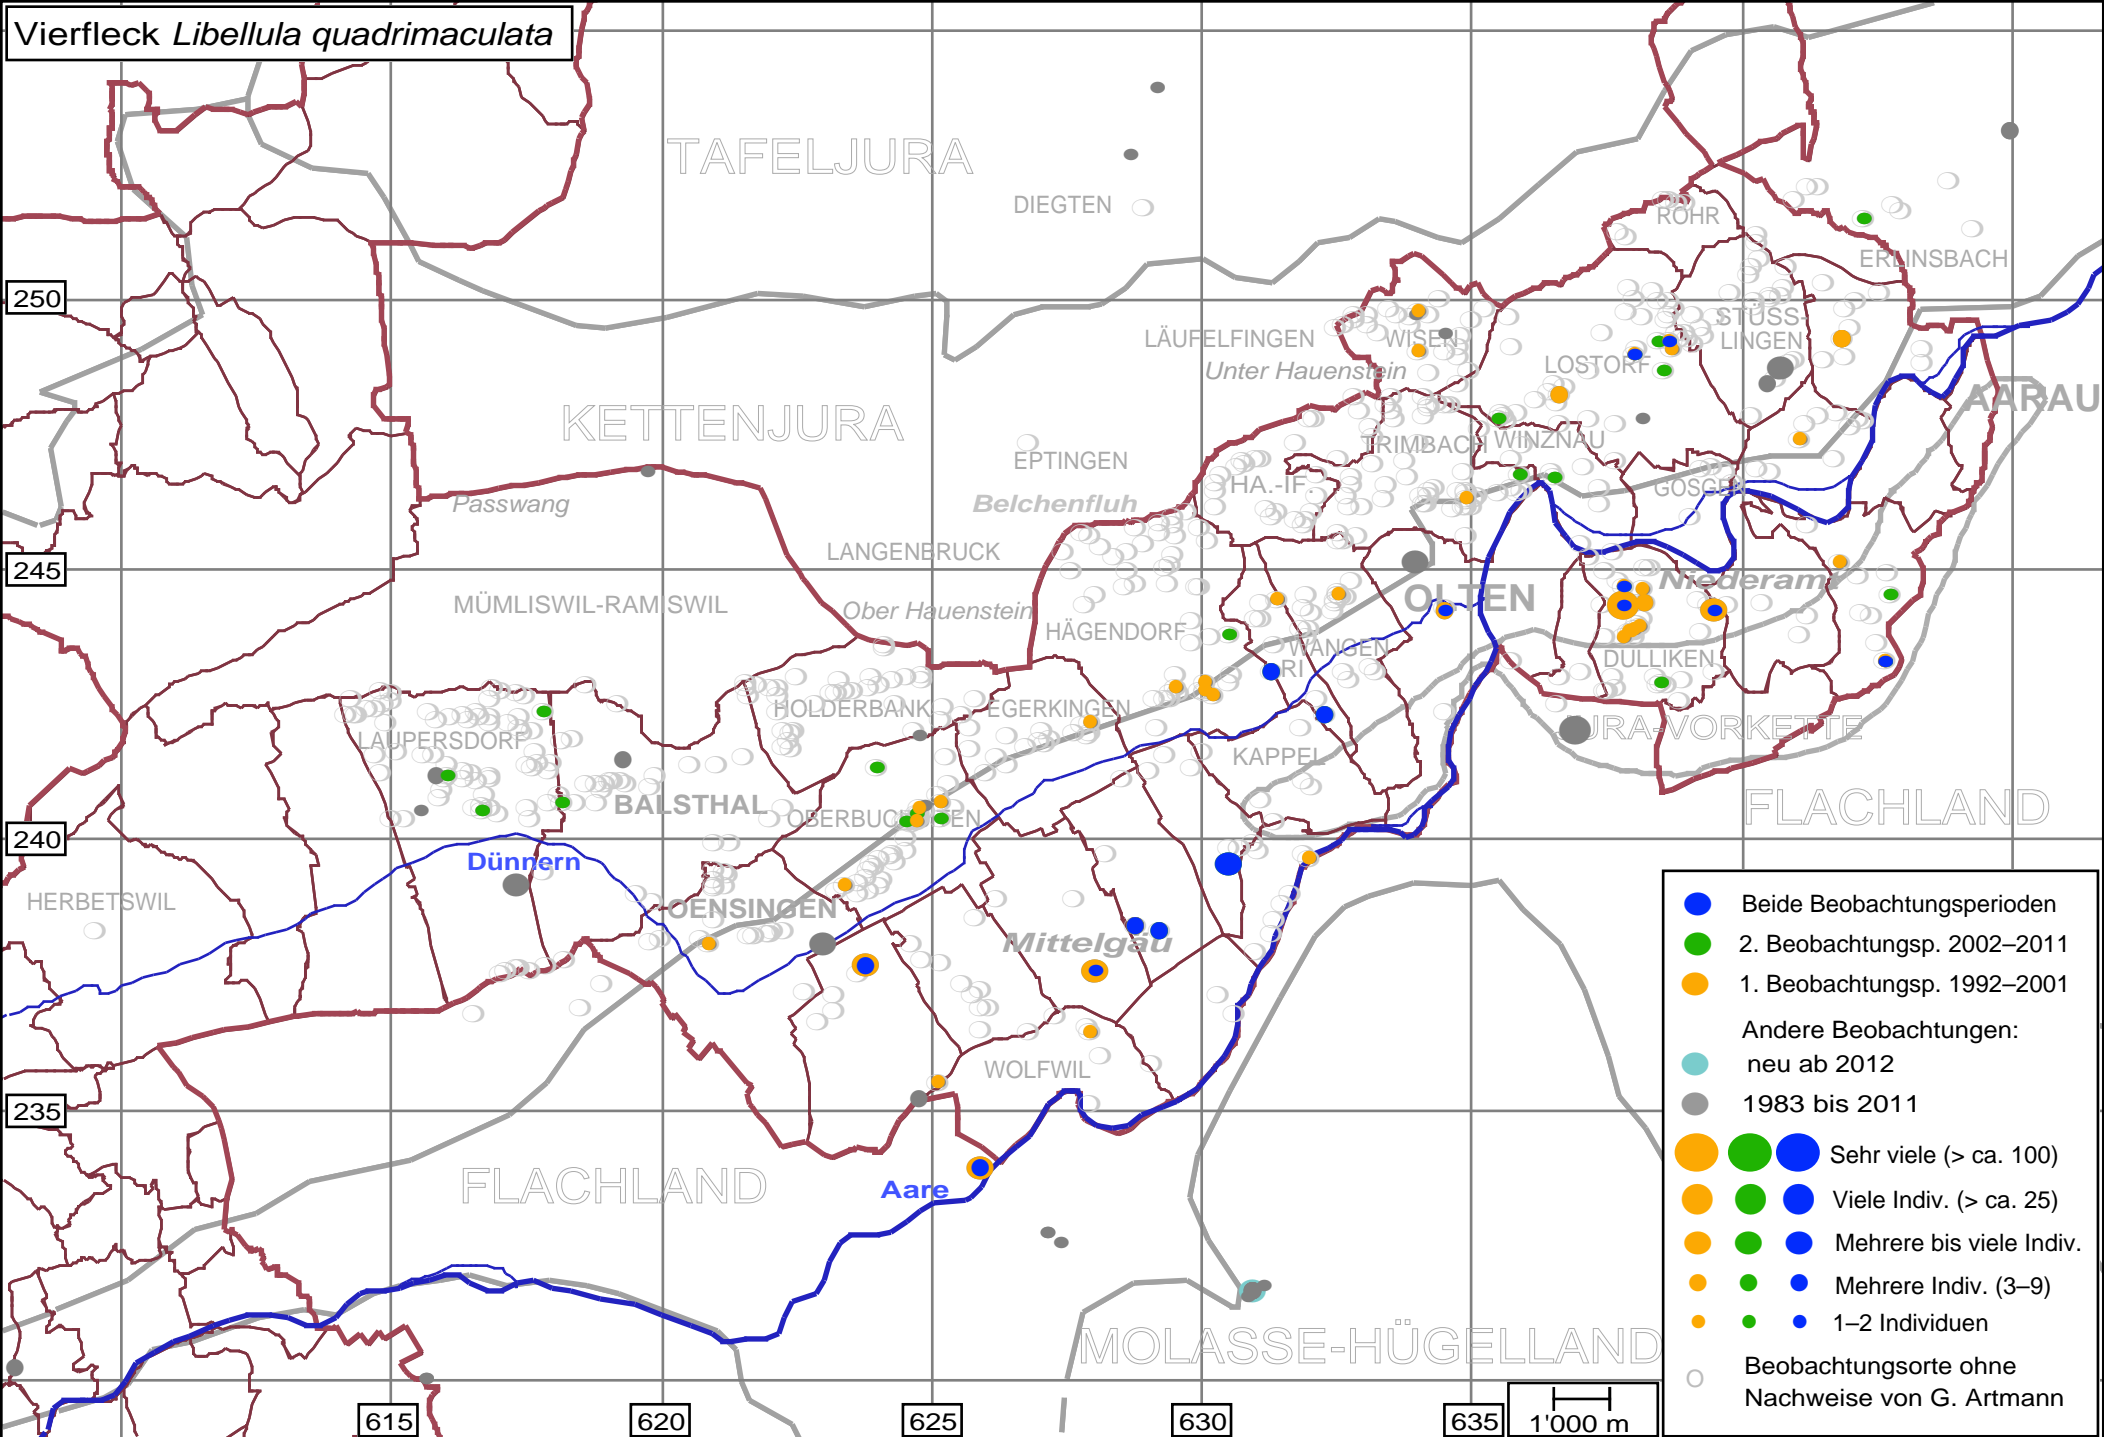 Vierfleck Libellula quadrimaculata
TAFELJURA
DIEGTEN
ROHR
ERLINSBACH
250
LÄUFELFINGEN
WISEN
STÜSS-
LINGEN
Unter Hauenstein
LOSTORF
AARAU
KETTENJURA
EPTINGEN
TRIMBACH
WINZNAU
HA.-IF.
GÖSGEN
Passwang
Belchenfluh
LANGENBRUCK
245
Niederamt
MÜMLISWIL-RAMISWIL
Ober Hauenstein
OLTEN
HÄGENDORF
WANGEN
RI
DULLIKEN
HOLDERBANK
EGERKINGEN
JURA-VORKETTE
LAUPERSDORF
KAPPEL
BALSTHAL
OBERBUCHSITEN
FLACHLAND
240
Dünnern
HERBETSWIL
OENSINGEN
Mittelgäu
WOLFWIL
235
FLACHLAND
Aare
MOLASSE-HÜGELLAND
615
620
625
630
635
1'000 m
Beide Beobachtungsperioden
2. Beobachtungsp. 2002–2011
1. Beobachtungsp. 1992–2001
Andere Beobachtungen:
neu ab 2012
1983 bis 2011
Sehr viele (> ca. 100)
Viele Indiv. (> ca. 25)
Mehrere bis viele Indiv.
Mehrere Indiv. (3–9)
1–2 Individuen
Beobachtungsorte ohne
Nachweise von G. Artmann